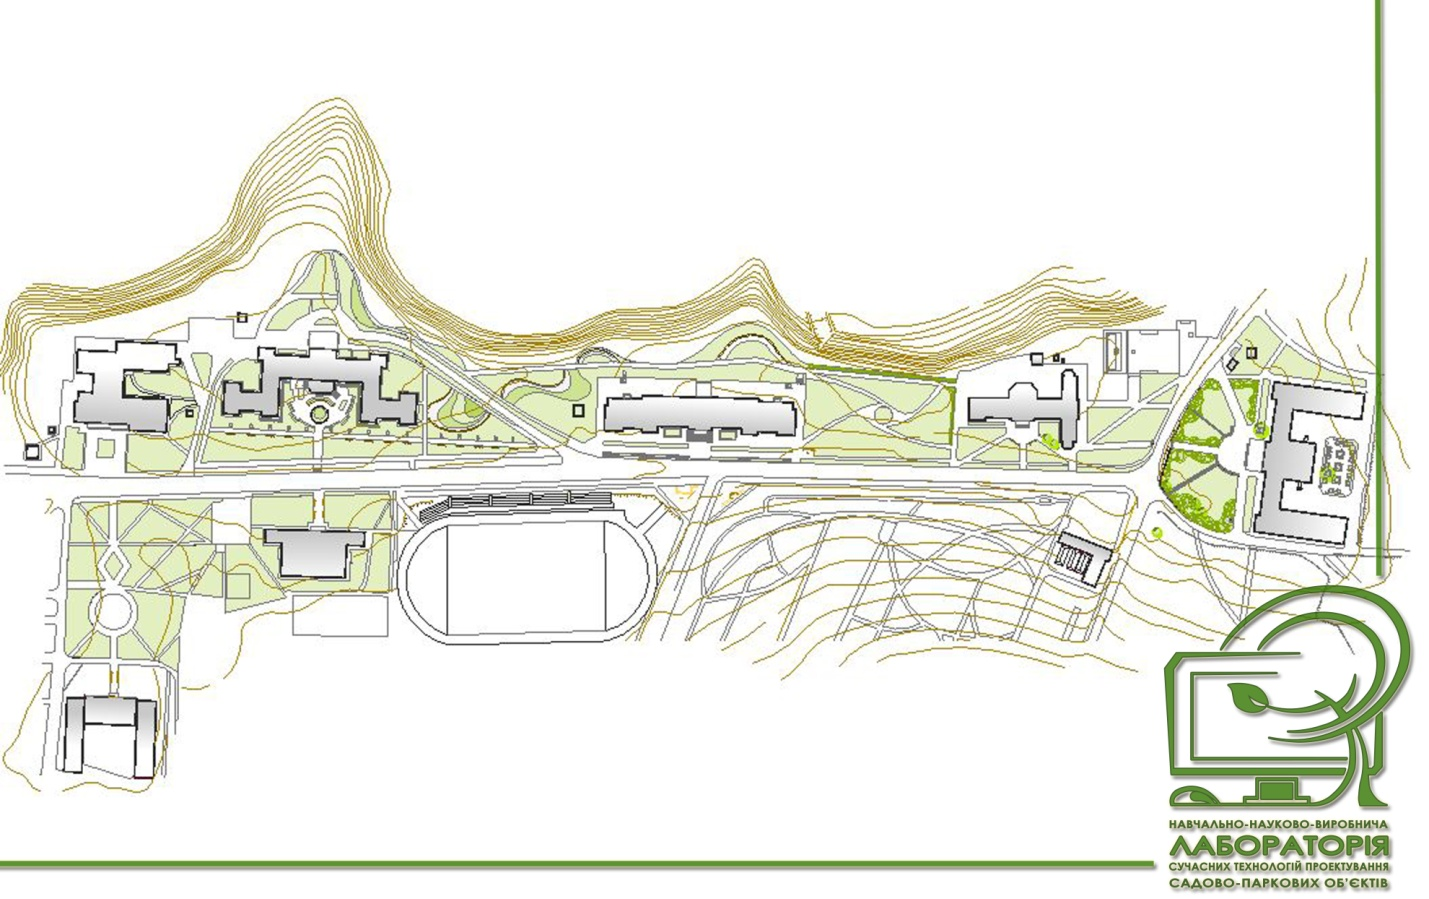 НАВЧАЛЬНО-НАУКОВО-ВИРОБНИЧА
ЛАБОРАТОРІЯ
СУЧАСНИХ ТЕХНОЛОГІЙ ПРОЕКТУВАННЯ
САДОВО-ПАРКОВИХ ОБ'ЄКТІВ